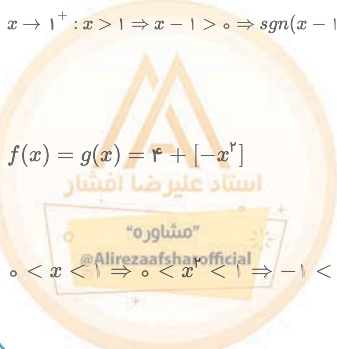 x → ۱⁺ : x > ۱ ⇒ x − ۱ > ۰ ⇒ sgn(x − ۱
f(x) = g(x) = ۴ + [−x²]
استاد علیرضا افشار
"مشاوره"
@Alirezaafsharofficial
۰ < x < ۱ ⇒ ۰ < x² < ۱ ⇒ −۱ <